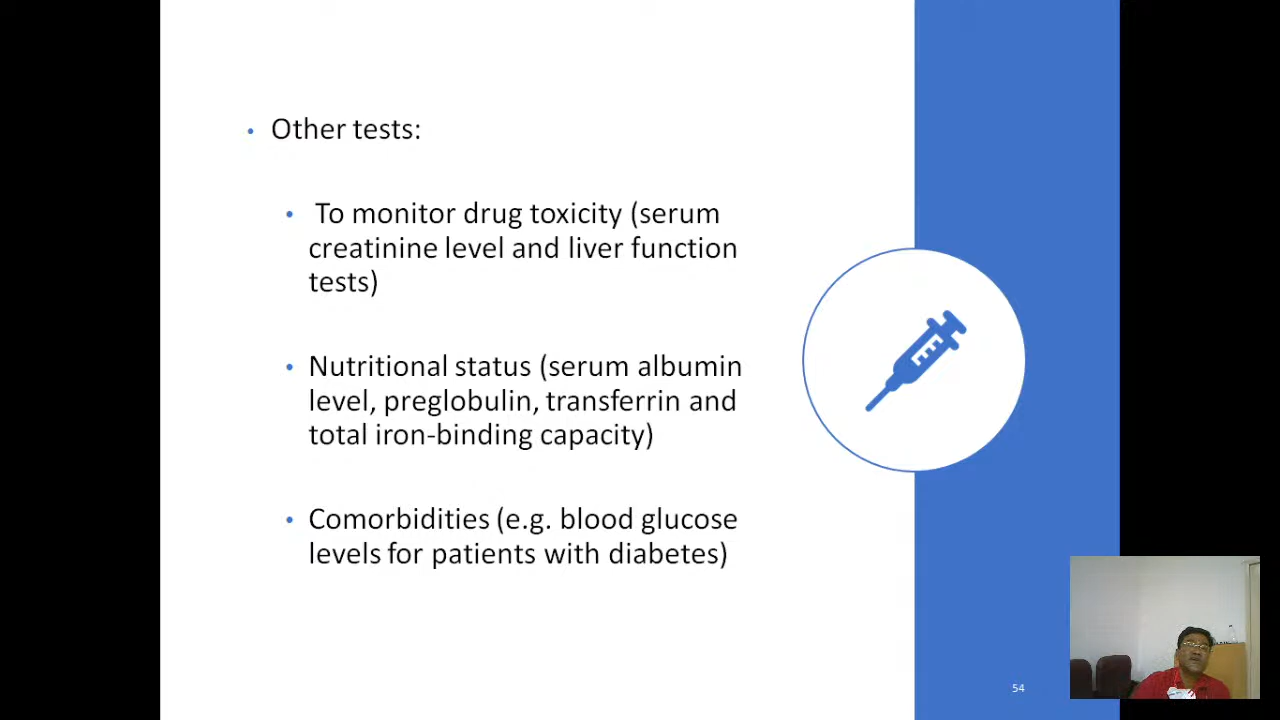 • Other tests:
• To monitor drug toxicity (serum
creatinine level and liver function
tests)
• Nutritional status (serum albumin
level, preglobulin, transferrin and
total iron-binding capacity)
• Comorbidities (e.g. blood glucose
levels for patients with diabetes)
54